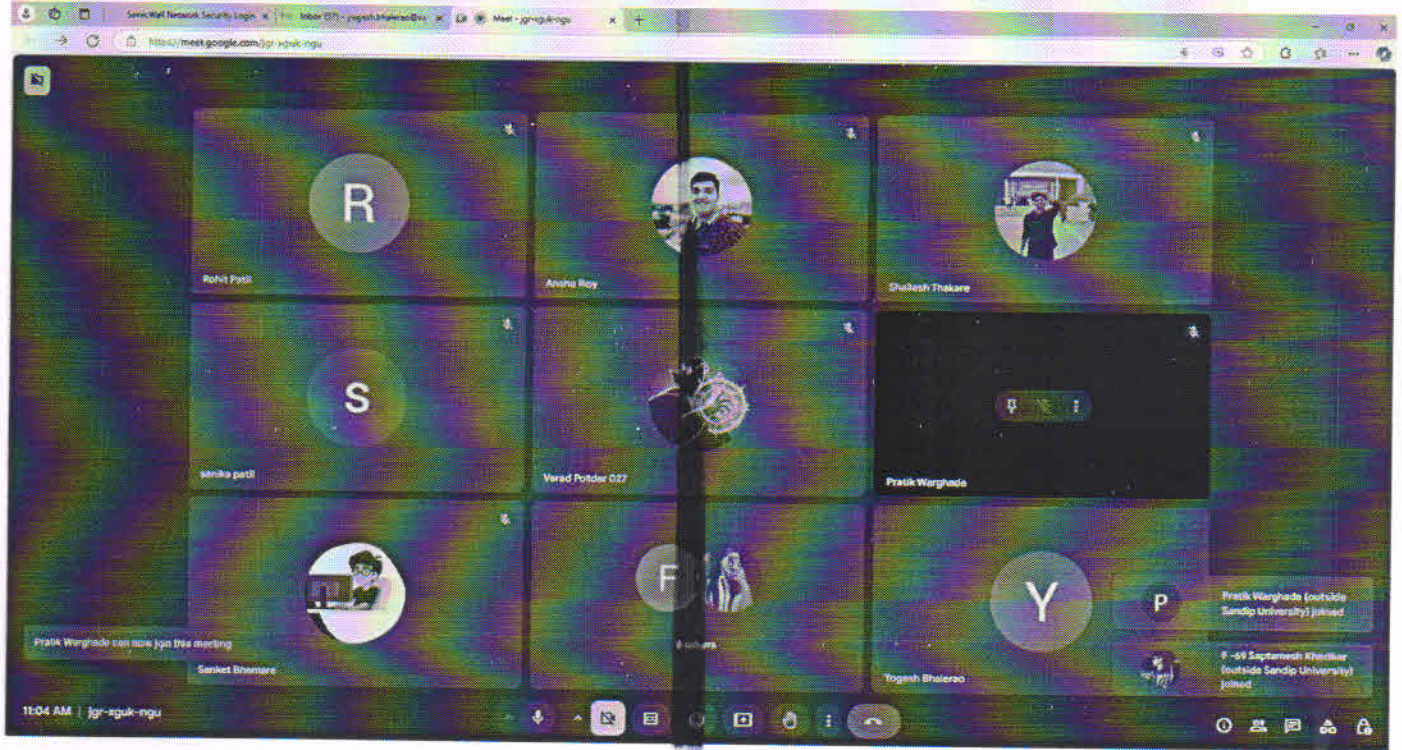 SonicWall Network Security Login
Meet - jgr-xguk-ngu
https://meet.google.com/jgr-xguk-ngu
R
Rohit Patil
Anshu Roy
Shailesh Thakare
S
sanika patil
Varad Potdar 027
Pratik Warghade
Sanket Bhamare
F
6 others
Y
Yogesh Bhalerao
P
Pratik Warghade (outside
Sandip University) joined
Khedkar
(outside Sandip University)
joined
Pratik Warghade can now join this meeting
11:04 AM | jgr-xguk-ngu